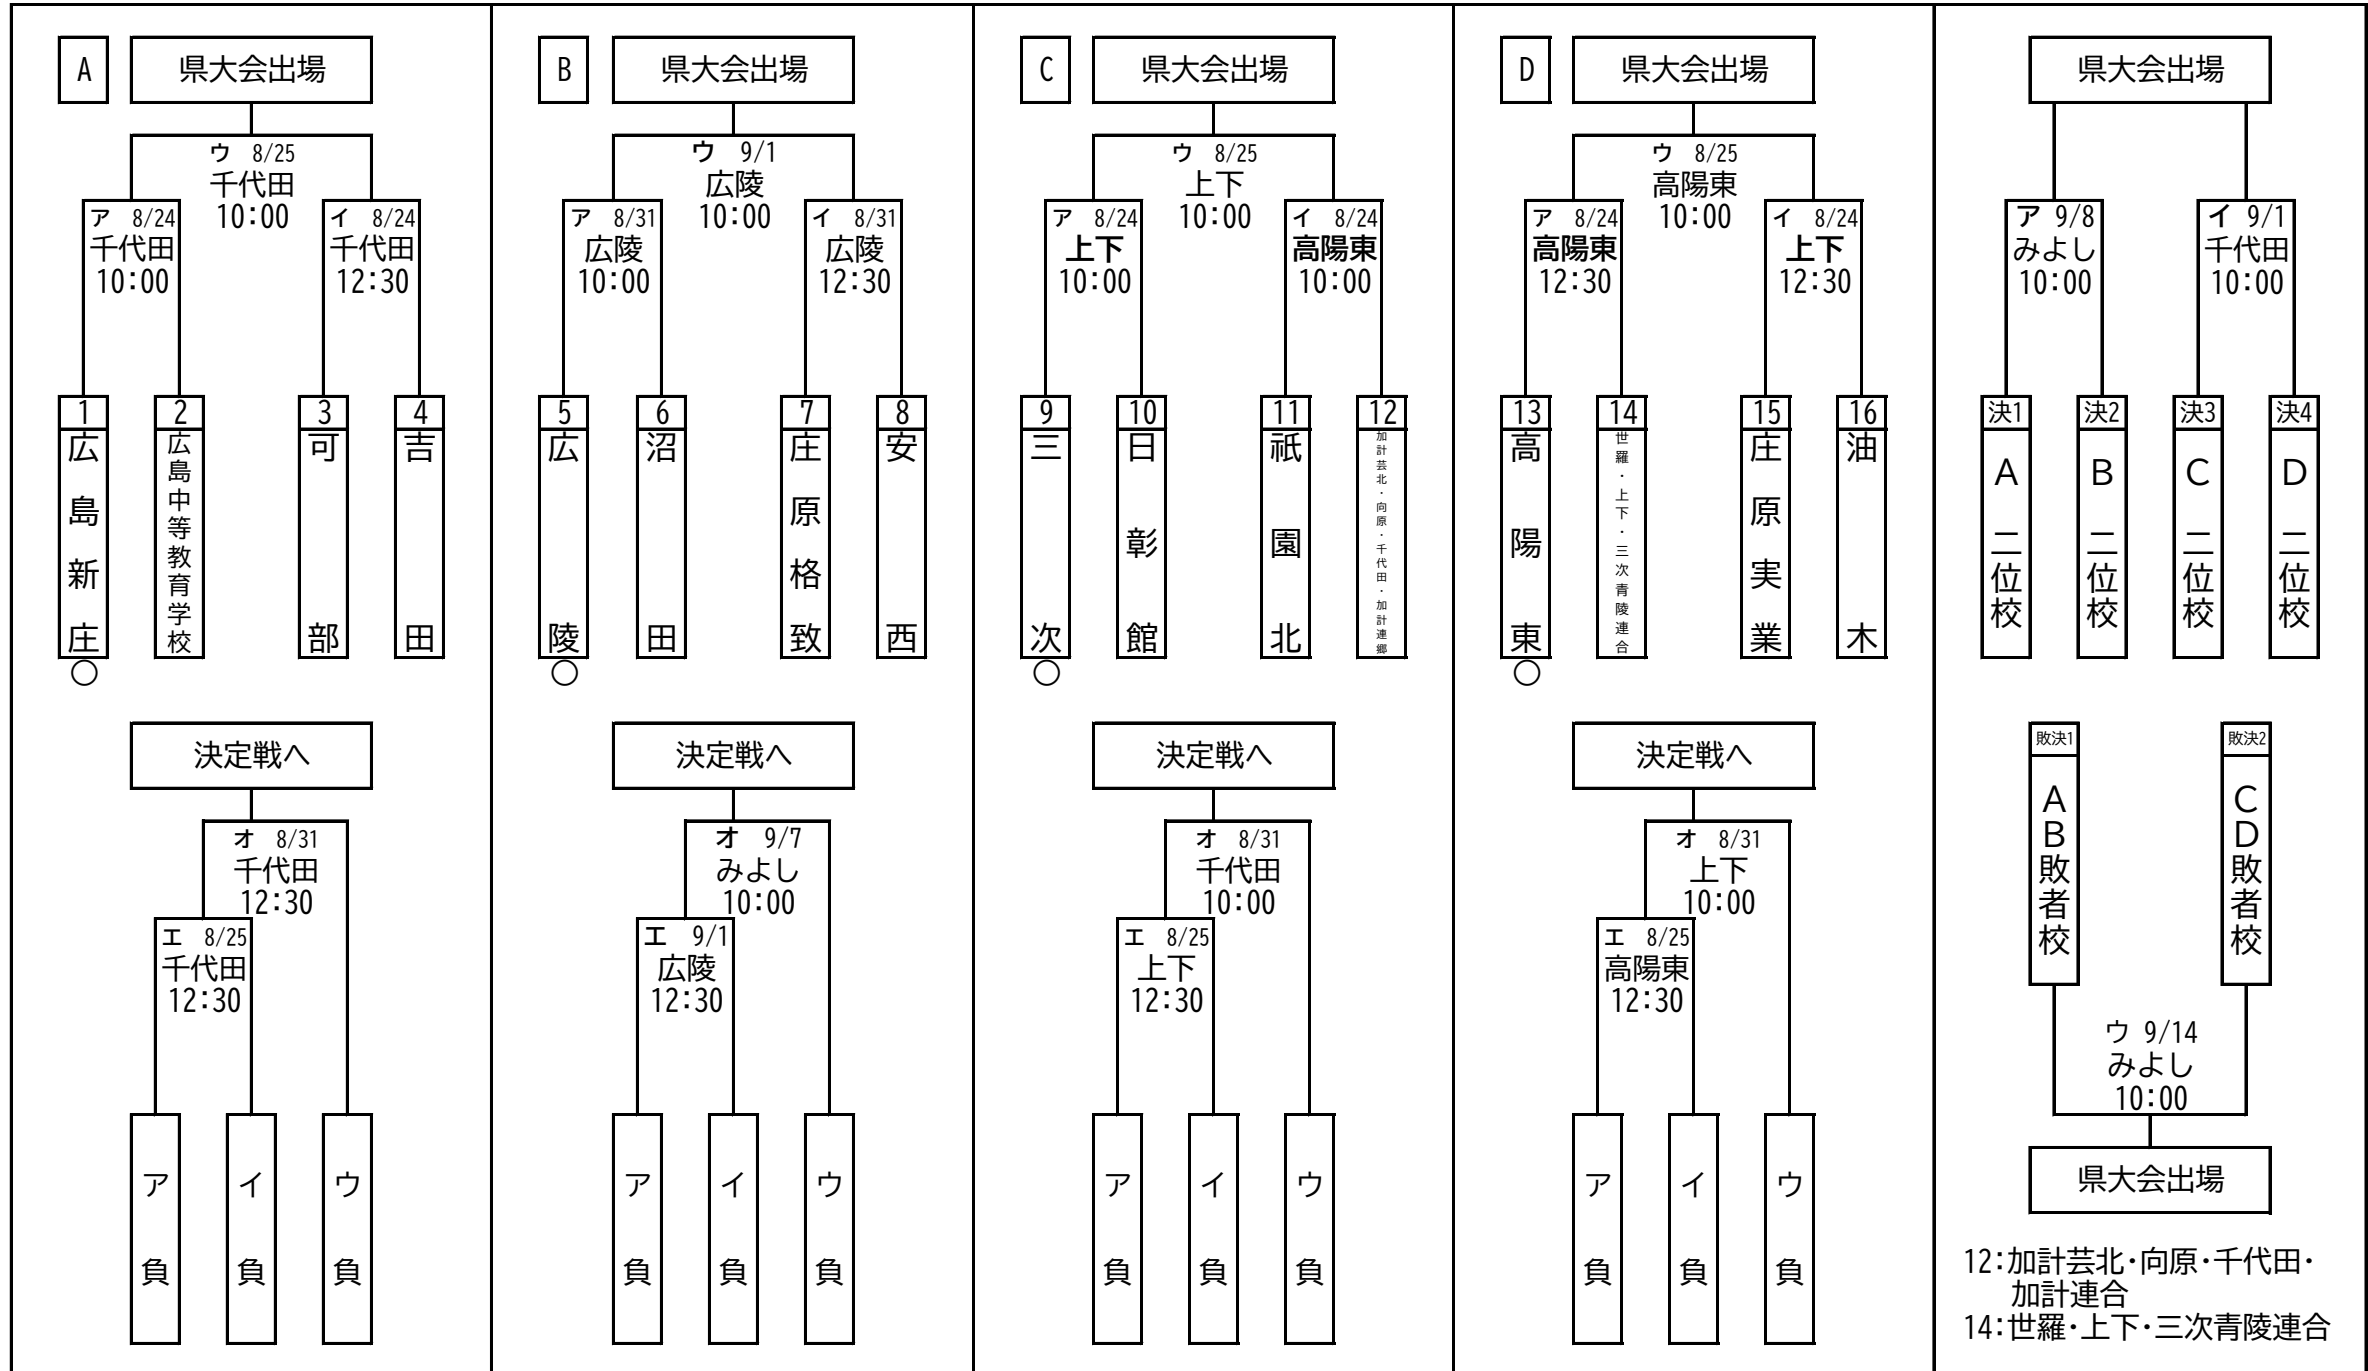 A
県大会出場
ウ 8/25
千代田
10:00
ア 8/24
千代田
10:00
イ 8/24
千代田
12:30
1
広島新庄
○
2
広島中等教育学校
3
可部
4
吉田
決定戦へ
オ 8/31
千代田
12:30
エ 8/25
千代田
12:30
ア負
イ負
ウ負
B
県大会出場
ウ 9/1
広陵
10:00
ア 8/31
広陵
10:00
イ 8/31
広陵
12:30
5
広陵
○
6
沼田
7
庄原格致
8
安西
決定戦へ
オ 9/7
みよし
10:00
エ 9/1
広陵
12:30
ア負
イ負
ウ負
C
県大会出場
ウ 8/25
上下
10:00
ア 8/24
上下
10:00
イ 8/24
高陽東
10:00
9
三次
○
10
日彰館
11
祇園北
12
加計芸北・向原・千代田・加計連郷
決定戦へ
オ 8/31
千代田
10:00
エ 8/25
上下
12:30
ア負
イ負
ウ負
D
県大会出場
ウ 8/25
高陽東
10:00
ア 8/24
高陽東
12:30
イ 8/24
上下
12:30
13
高陽東
○
14
世羅・上下・三次青陵連合
15
庄原実業
16
油木
決定戦へ
オ 8/31
上下
10:00
エ 8/25
高陽東
12:30
ア負
イ負
ウ負
県大会出場
ア 9/8
みよし
10:00
イ 9/1
千代田
10:00
決1
A二位校
決2
B二位校
決3
C二位校
決4
D二位校
敗決1
AB敗者校
敗決2
CD敗者校
ウ 9/14
みよし
10:00
県大会出場
12:加計芸北・向原・千代田・
加計連合
14:世羅・上下・三次青陵連合